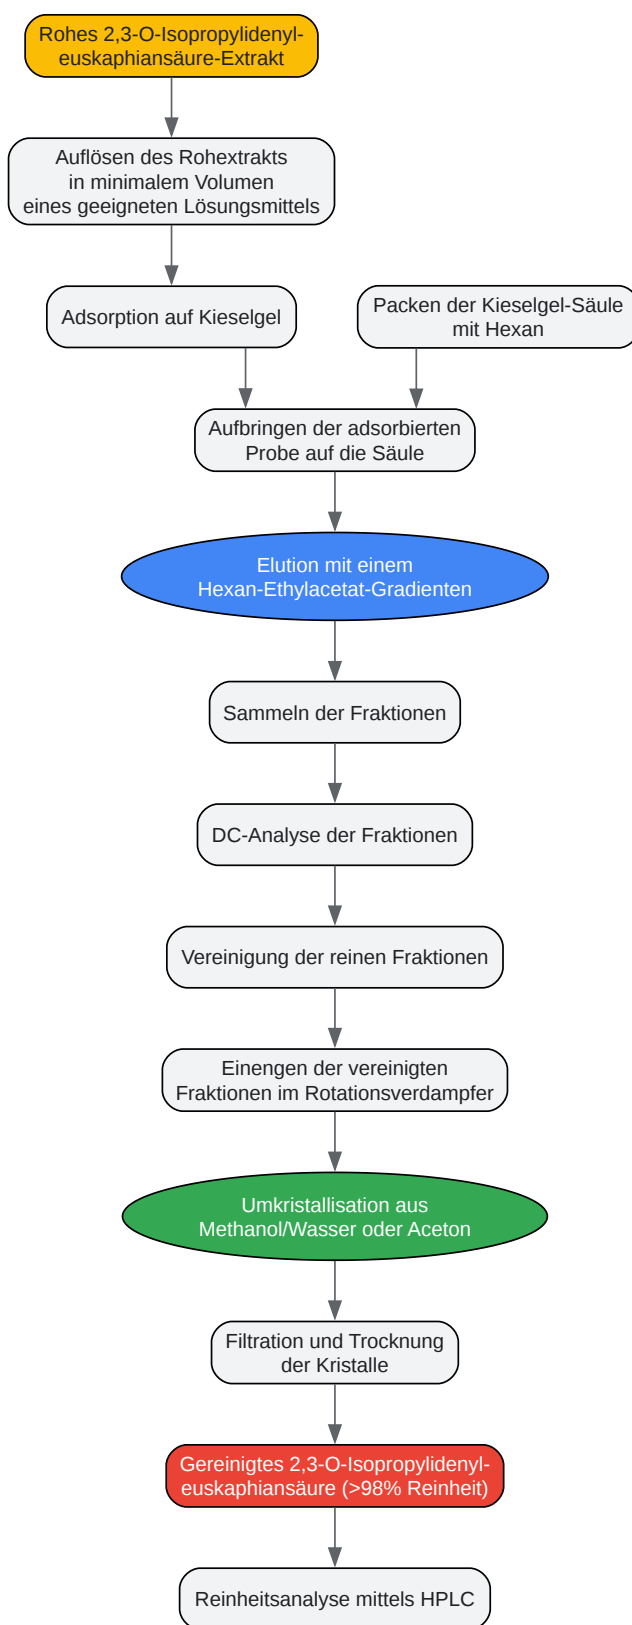 Rohes 2,3-O-Isopropylidenyl-
euskaphiansäure-Extrakt
Auflösen des Rohextrakts
in minimalem Volumen
eines geeigneten Lösungsmittels
Adsorption auf Kieselgel
Packen der Kieselgel-Säule
mit Hexan
Aufbringen der adsorbierten
Probe auf die Säule
Elution mit einem
Hexan-Ethylacetat-Gradienten
Sammeln der Fraktionen
DC-Analyse der Fraktionen
Vereinigung der reinen Fraktionen
Einengen der vereinigten
Fraktionen im Rotationsverdampfer
Umkristallisation aus
Methanol/Wasser oder Aceton
Filtration und Trocknung
der Kristalle
Gereinigtes 2,3-O-Isopropylidenyl-
euskaphiansäure (>98% Reinheit)
Reinheitsanalyse mittels HPLC